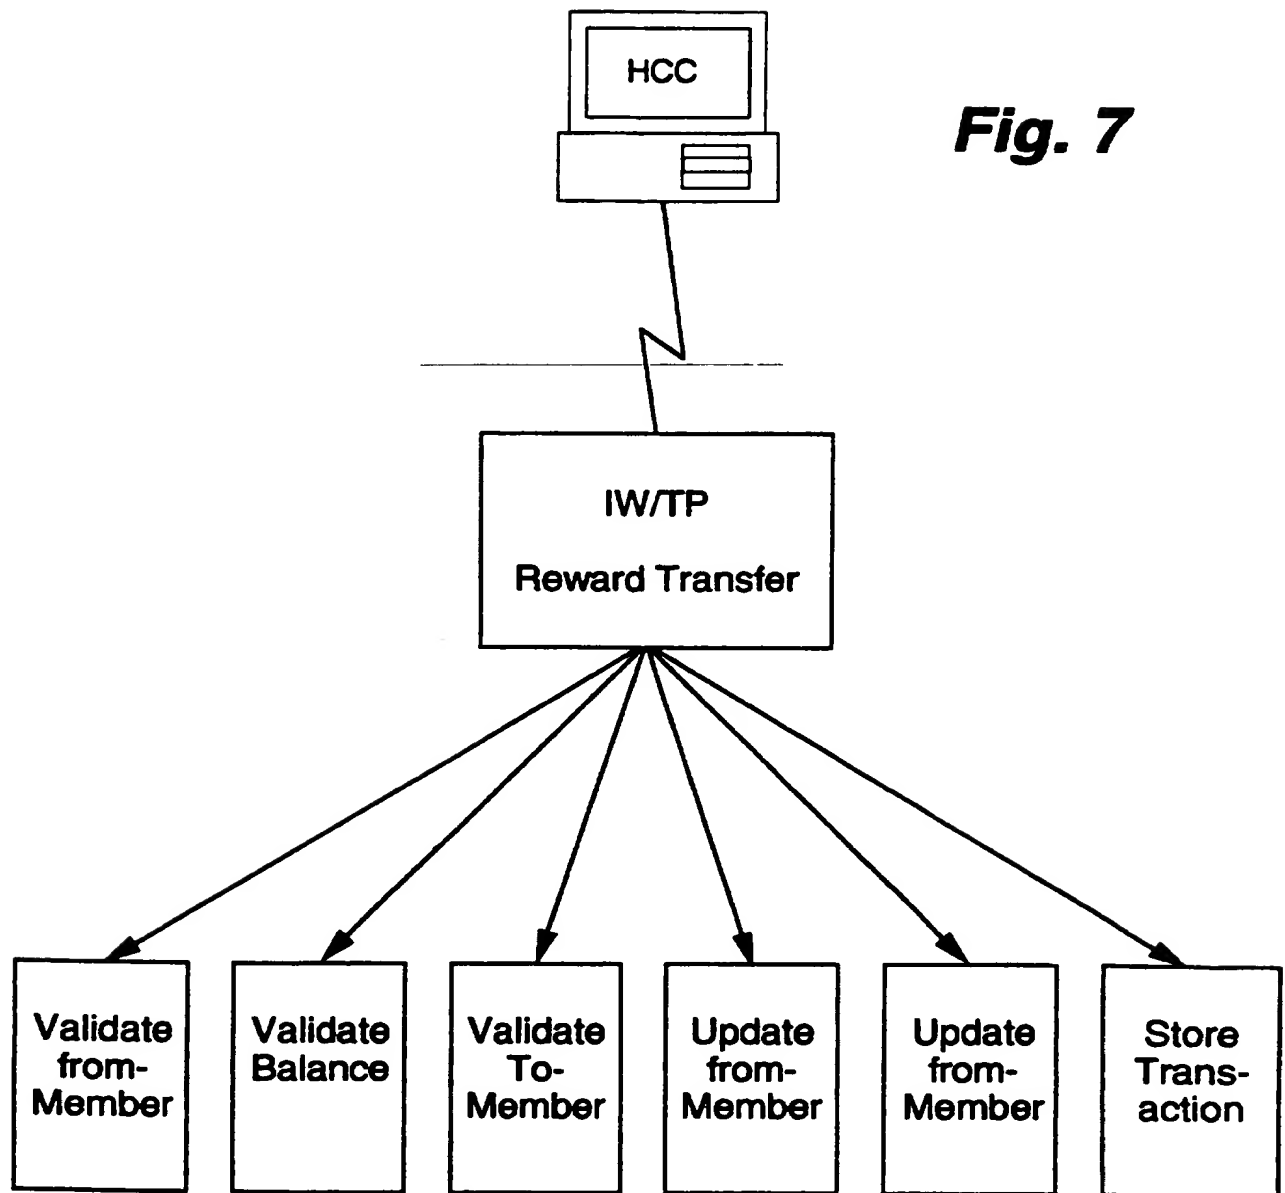 HCC
Fig. 7
IW/TP
Reward Transfer
Validate
from-
Member
Validate
Balance
Validate
To-
Member
Update
from-
Member
Update
from-
Member
Store
Trans-
action